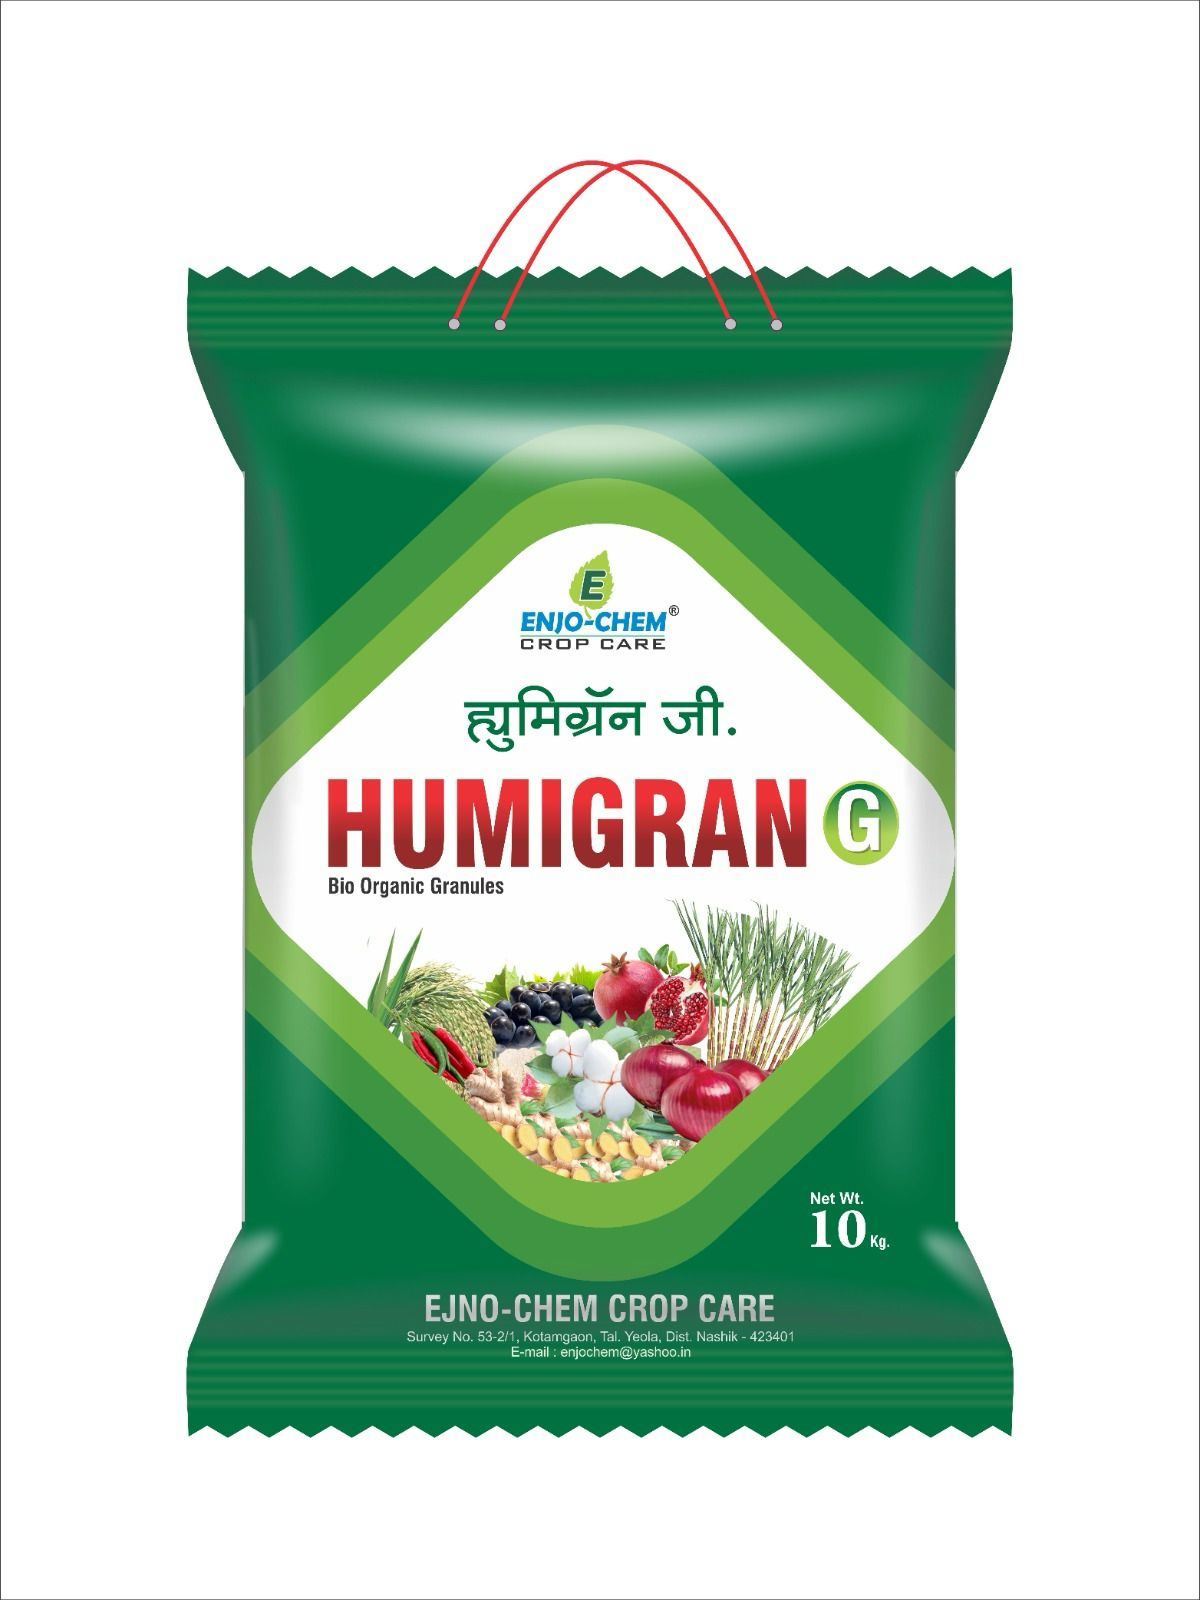 E
ENJO-CHEM®
CROP CARE
ह्युमिग्रॅन जी.
HUMIGRAN G
Bio Organic Granules
Net Wt.
10 Kg.
EJNO-CHEM CROP CARE
Survey No. 53-2/1, Kotamgaon, Tal. Yeola, Dist. Nashik - 423401
E-mail : enjochem@yashoo.in